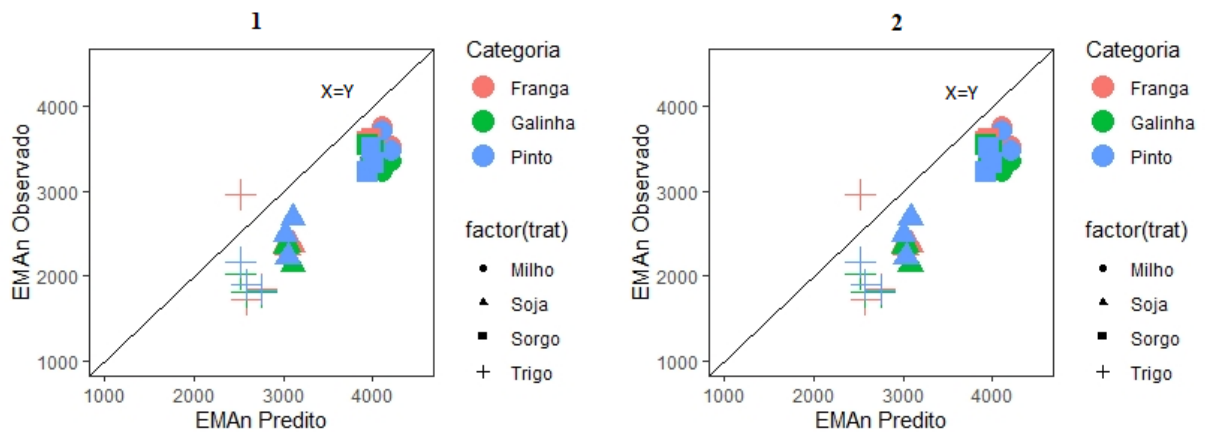 1
EMAn Observado
4000
3000
2000
1000
X=Y
1000 2000 3000 4000
EMAn Predito
Categoria
Franga
Galinha
Pinto
factor(trat)
Milho
Soja
Sorgo
Trigo
2
EMAn Observado
4000
3000
2000
1000
X=Y
1000 2000 3000 4000
EMAn Predito
Categoria
Franga
Galinha
Pinto
factor(trat)
Milho
Soja
Sorgo
Trigo